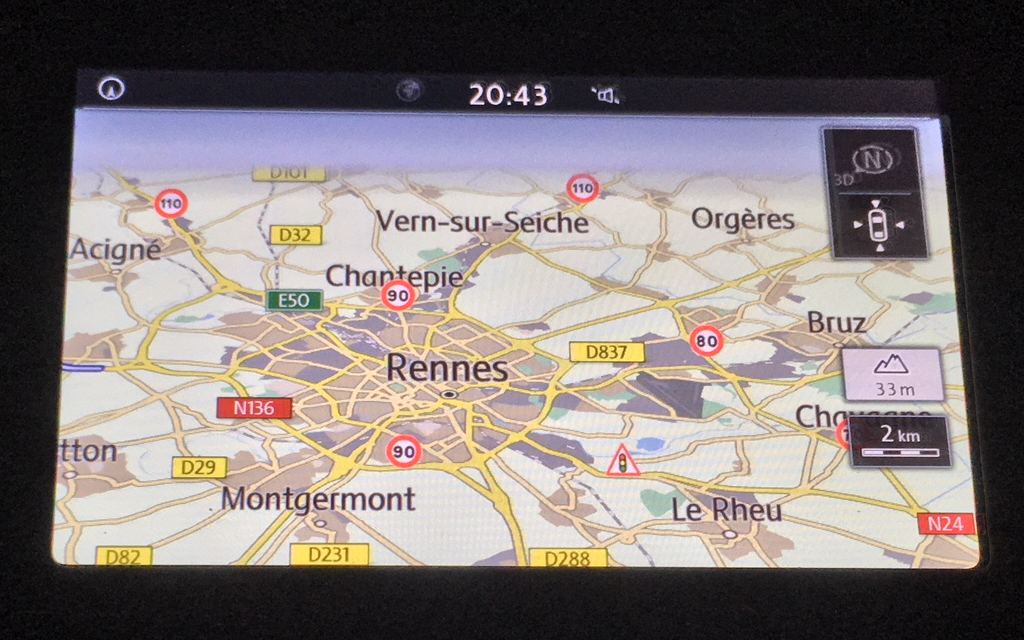 20:43
N
3D
D101
110
110
Vern-sur-Seiche
Orgères
D32
Acigné
Chantepie
90
E50
Bruz
80
D837
Rennes
33 m
N136
2 km
90
tton
D29
Montgermont
Le Rheu
N24
D82
D231
D288